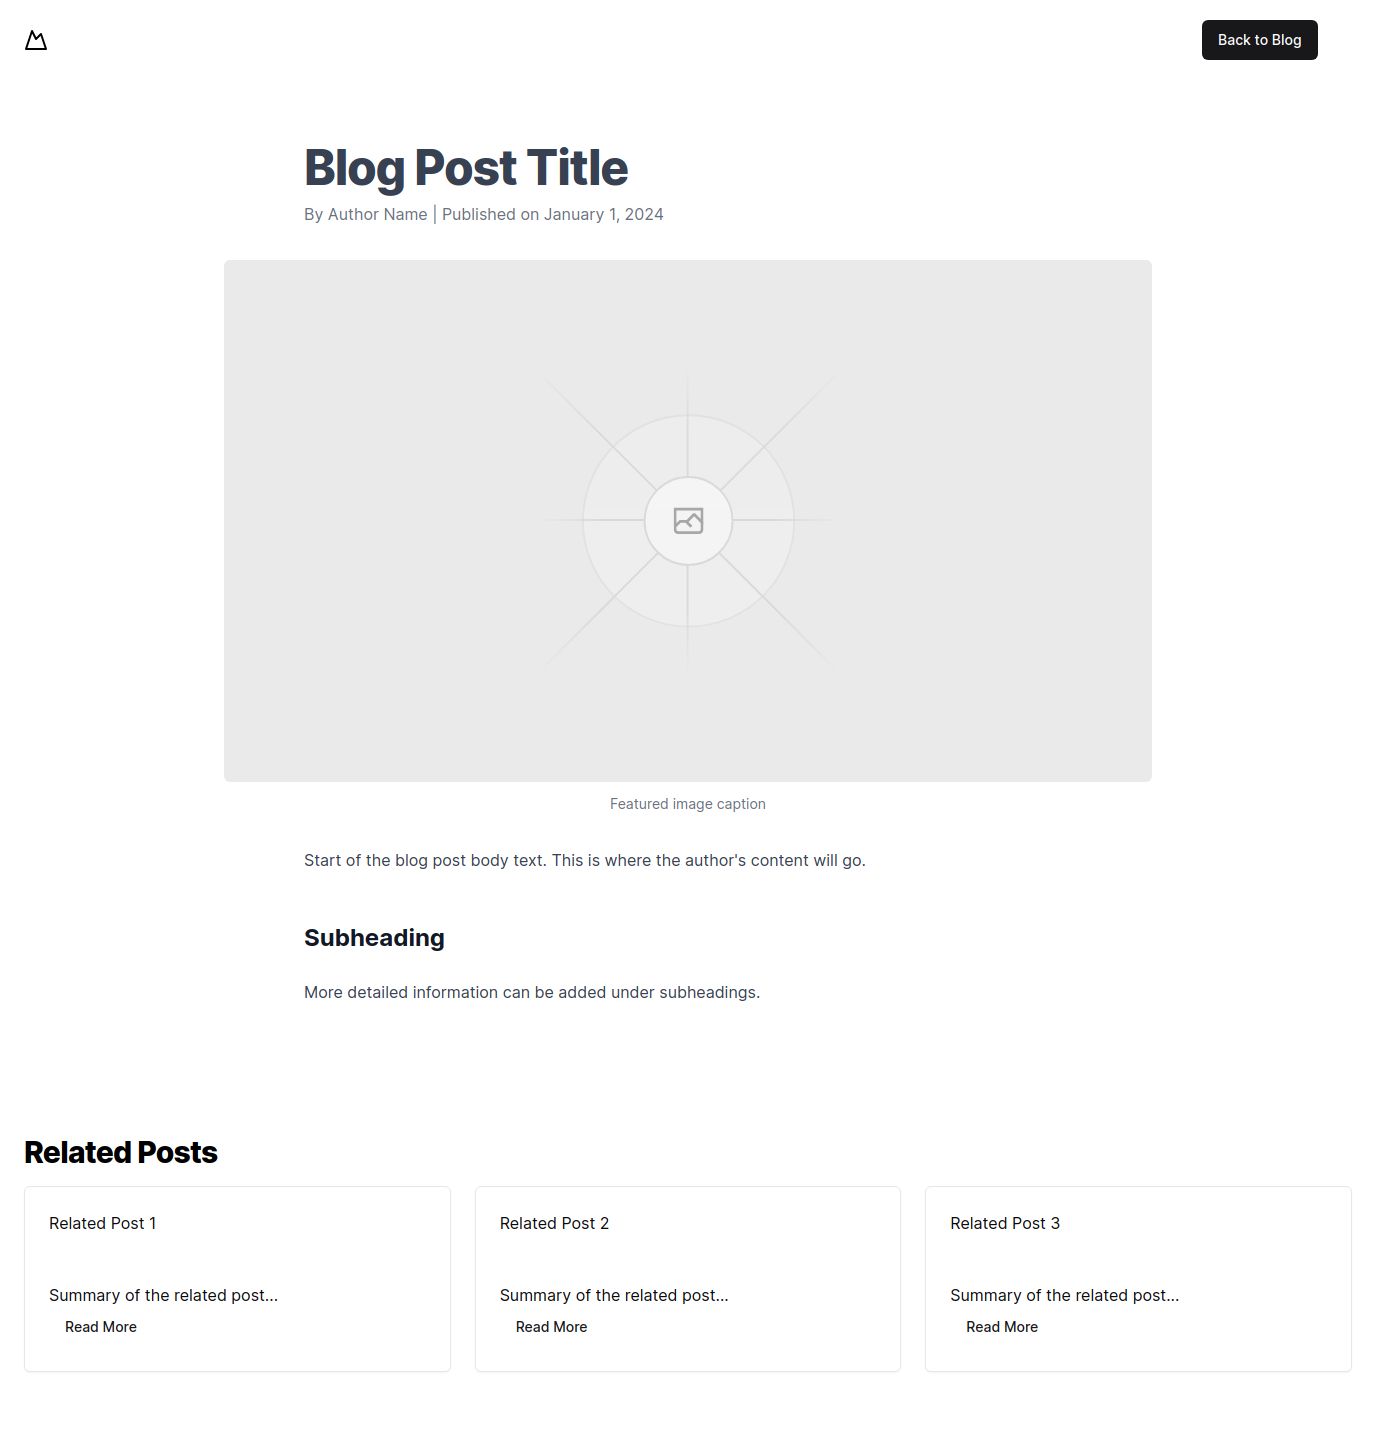 Back to Blog
Blog Post Title
By Author Name | Published on January 1, 2024
Featured image caption
Start of the blog post body text. This is where the author's content will go.
Subheading
More detailed information can be added under subheadings.
Related Posts
Related Post 1
Summary of the related post...
Read More
Related Post 2
Summary of the related post...
Read More
Related Post 3
Summary of the related post...
Read More